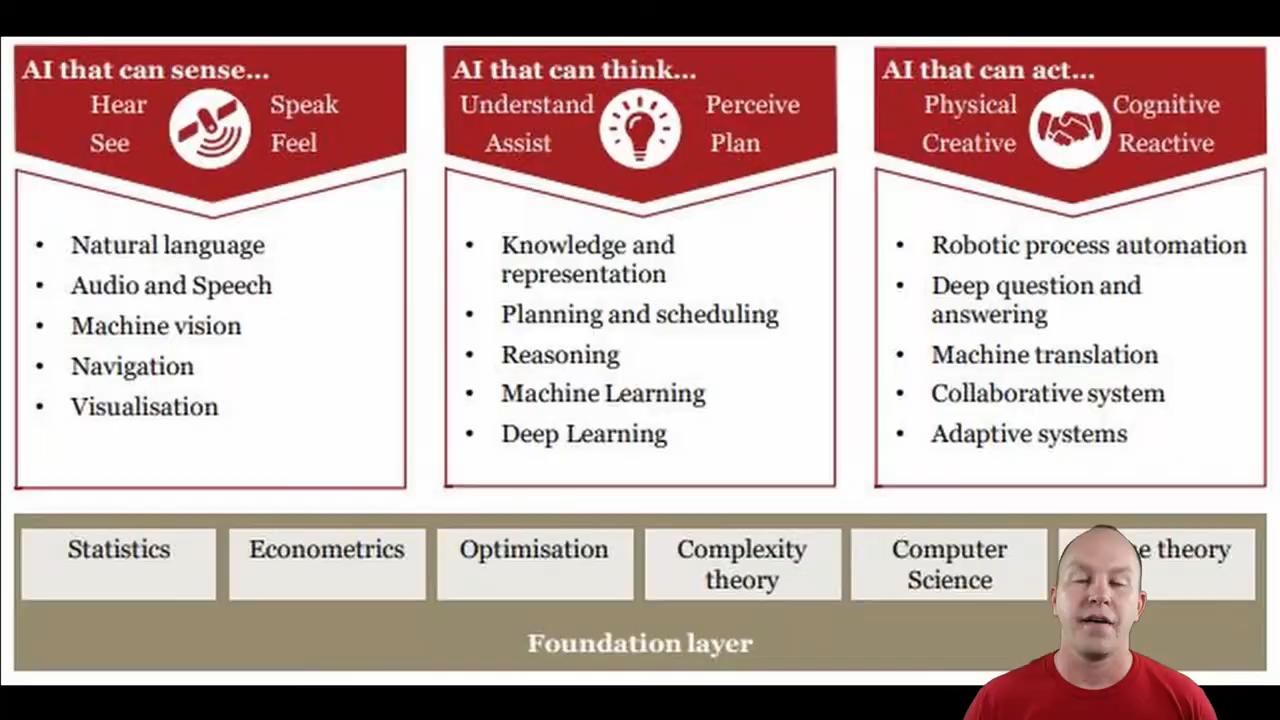 AI that can sense...
Hear
Speak
See
Feel
• Natural language
• Audio and Speech
• Machine vision
• Navigation
• Visualisation
AI that can think...
Understand
Perceive
Assist
Plan
• Knowledge and
representation
• Planning and scheduling
• Reasoning
• Machine Learning
• Deep Learning
AI that can act...
Physical
Cognitive
Creative
Reactive
• Robotic process automation
• Deep question and
answering
• Machine translation
• Collaborative system
• Adaptive systems
Statistics
Econometrics
Optimisation
Complexity
theory
Computer
Science
theory
Foundation layer